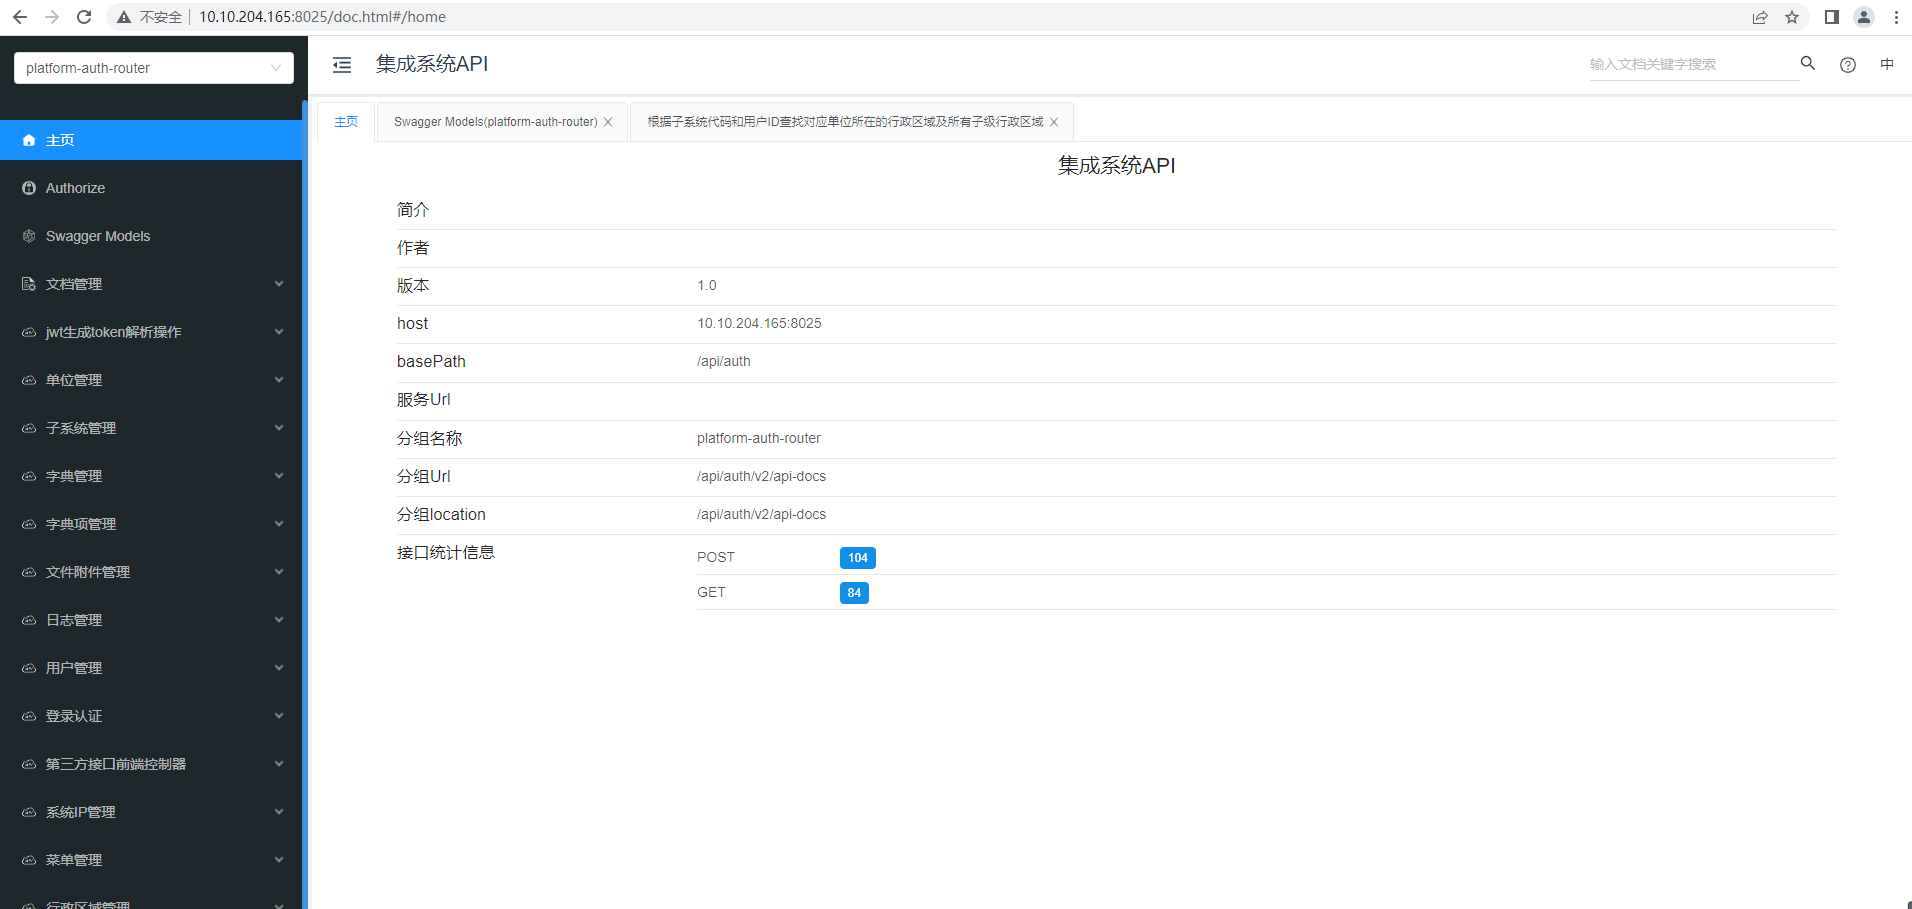 不安全 10.10.204.165:8025/doc.html#/home
platform-auth-router
集成系统API
输入文档关键字搜索
中
主页
Swagger Models(platform-auth-router)
根据子系统代码和用户ID查找对应单位所在的行政区域及所有子级行政区域
主页
Authorize
Swagger Models
文档管理
jwt生成token解析操作
单位管理
子系统管理
字典管理
字典项管理
文件附件管理
日志管理
用户管理
登录认证
第三方接口前端控制器
系统IP管理
菜单管理
行政区域管理
集成系统API
简介
作者
版本 1.0
host 10.10.204.165:8025
basePath /api/auth
服务Url
分组名称 platform-auth-router
分组Url /api/auth/v2/api-docs
分组location /api/auth/v2/api-docs
接口统计信息 POST 104
GET 84